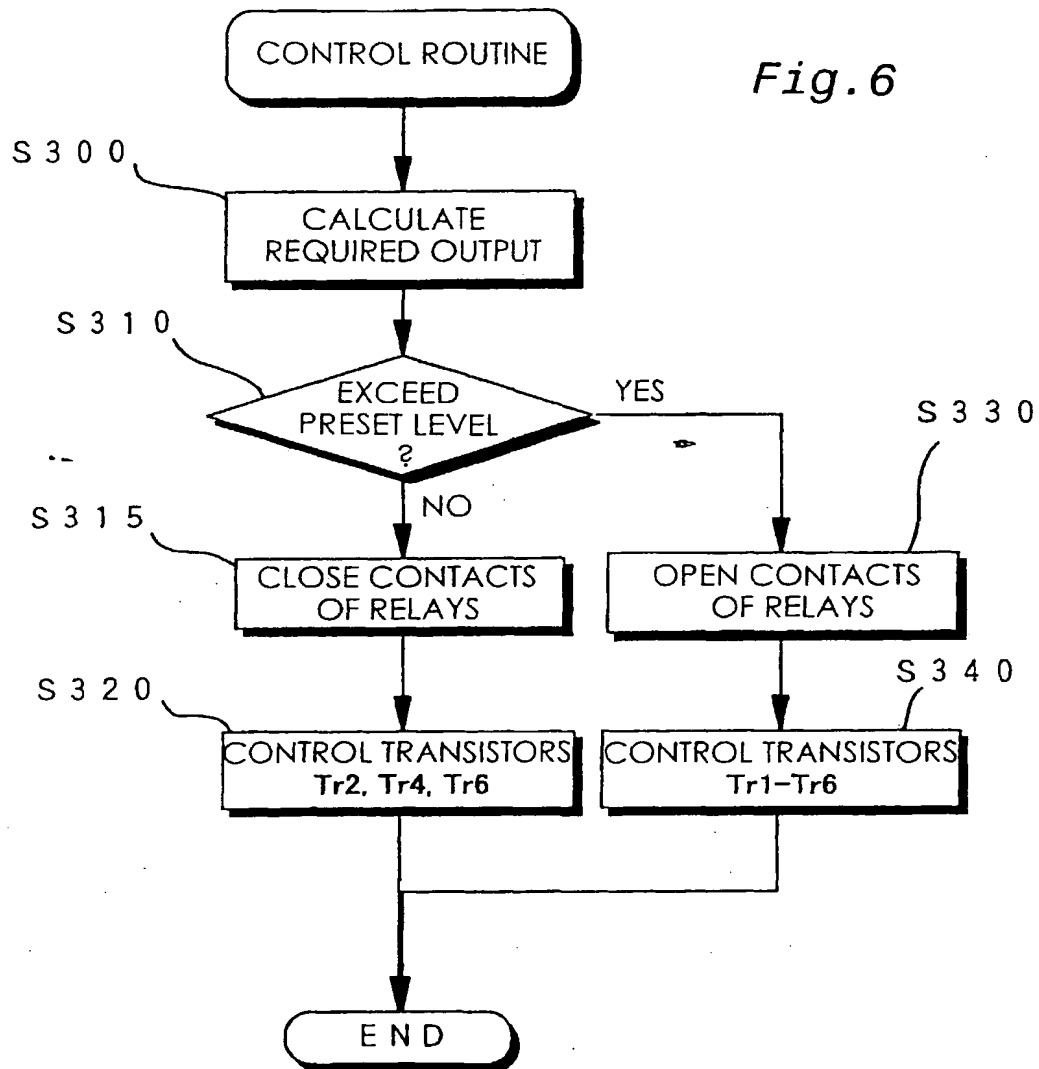 CONTROL ROUTINE
Fig.6
S300
CALCULATE
REQUIRED OUTPUT
S310
EXCEED
PRESET LEVEL
?
YES
NO
S330
S315
CLOSE CONTACTS
OF RELAYS
OPEN CONTACTS
OF RELAYS
S320
S340
CONTROL TRANSISTORS
Tr2, Tr4, Tr6
CONTROL TRANSISTORS
Tr1-Tr6
END